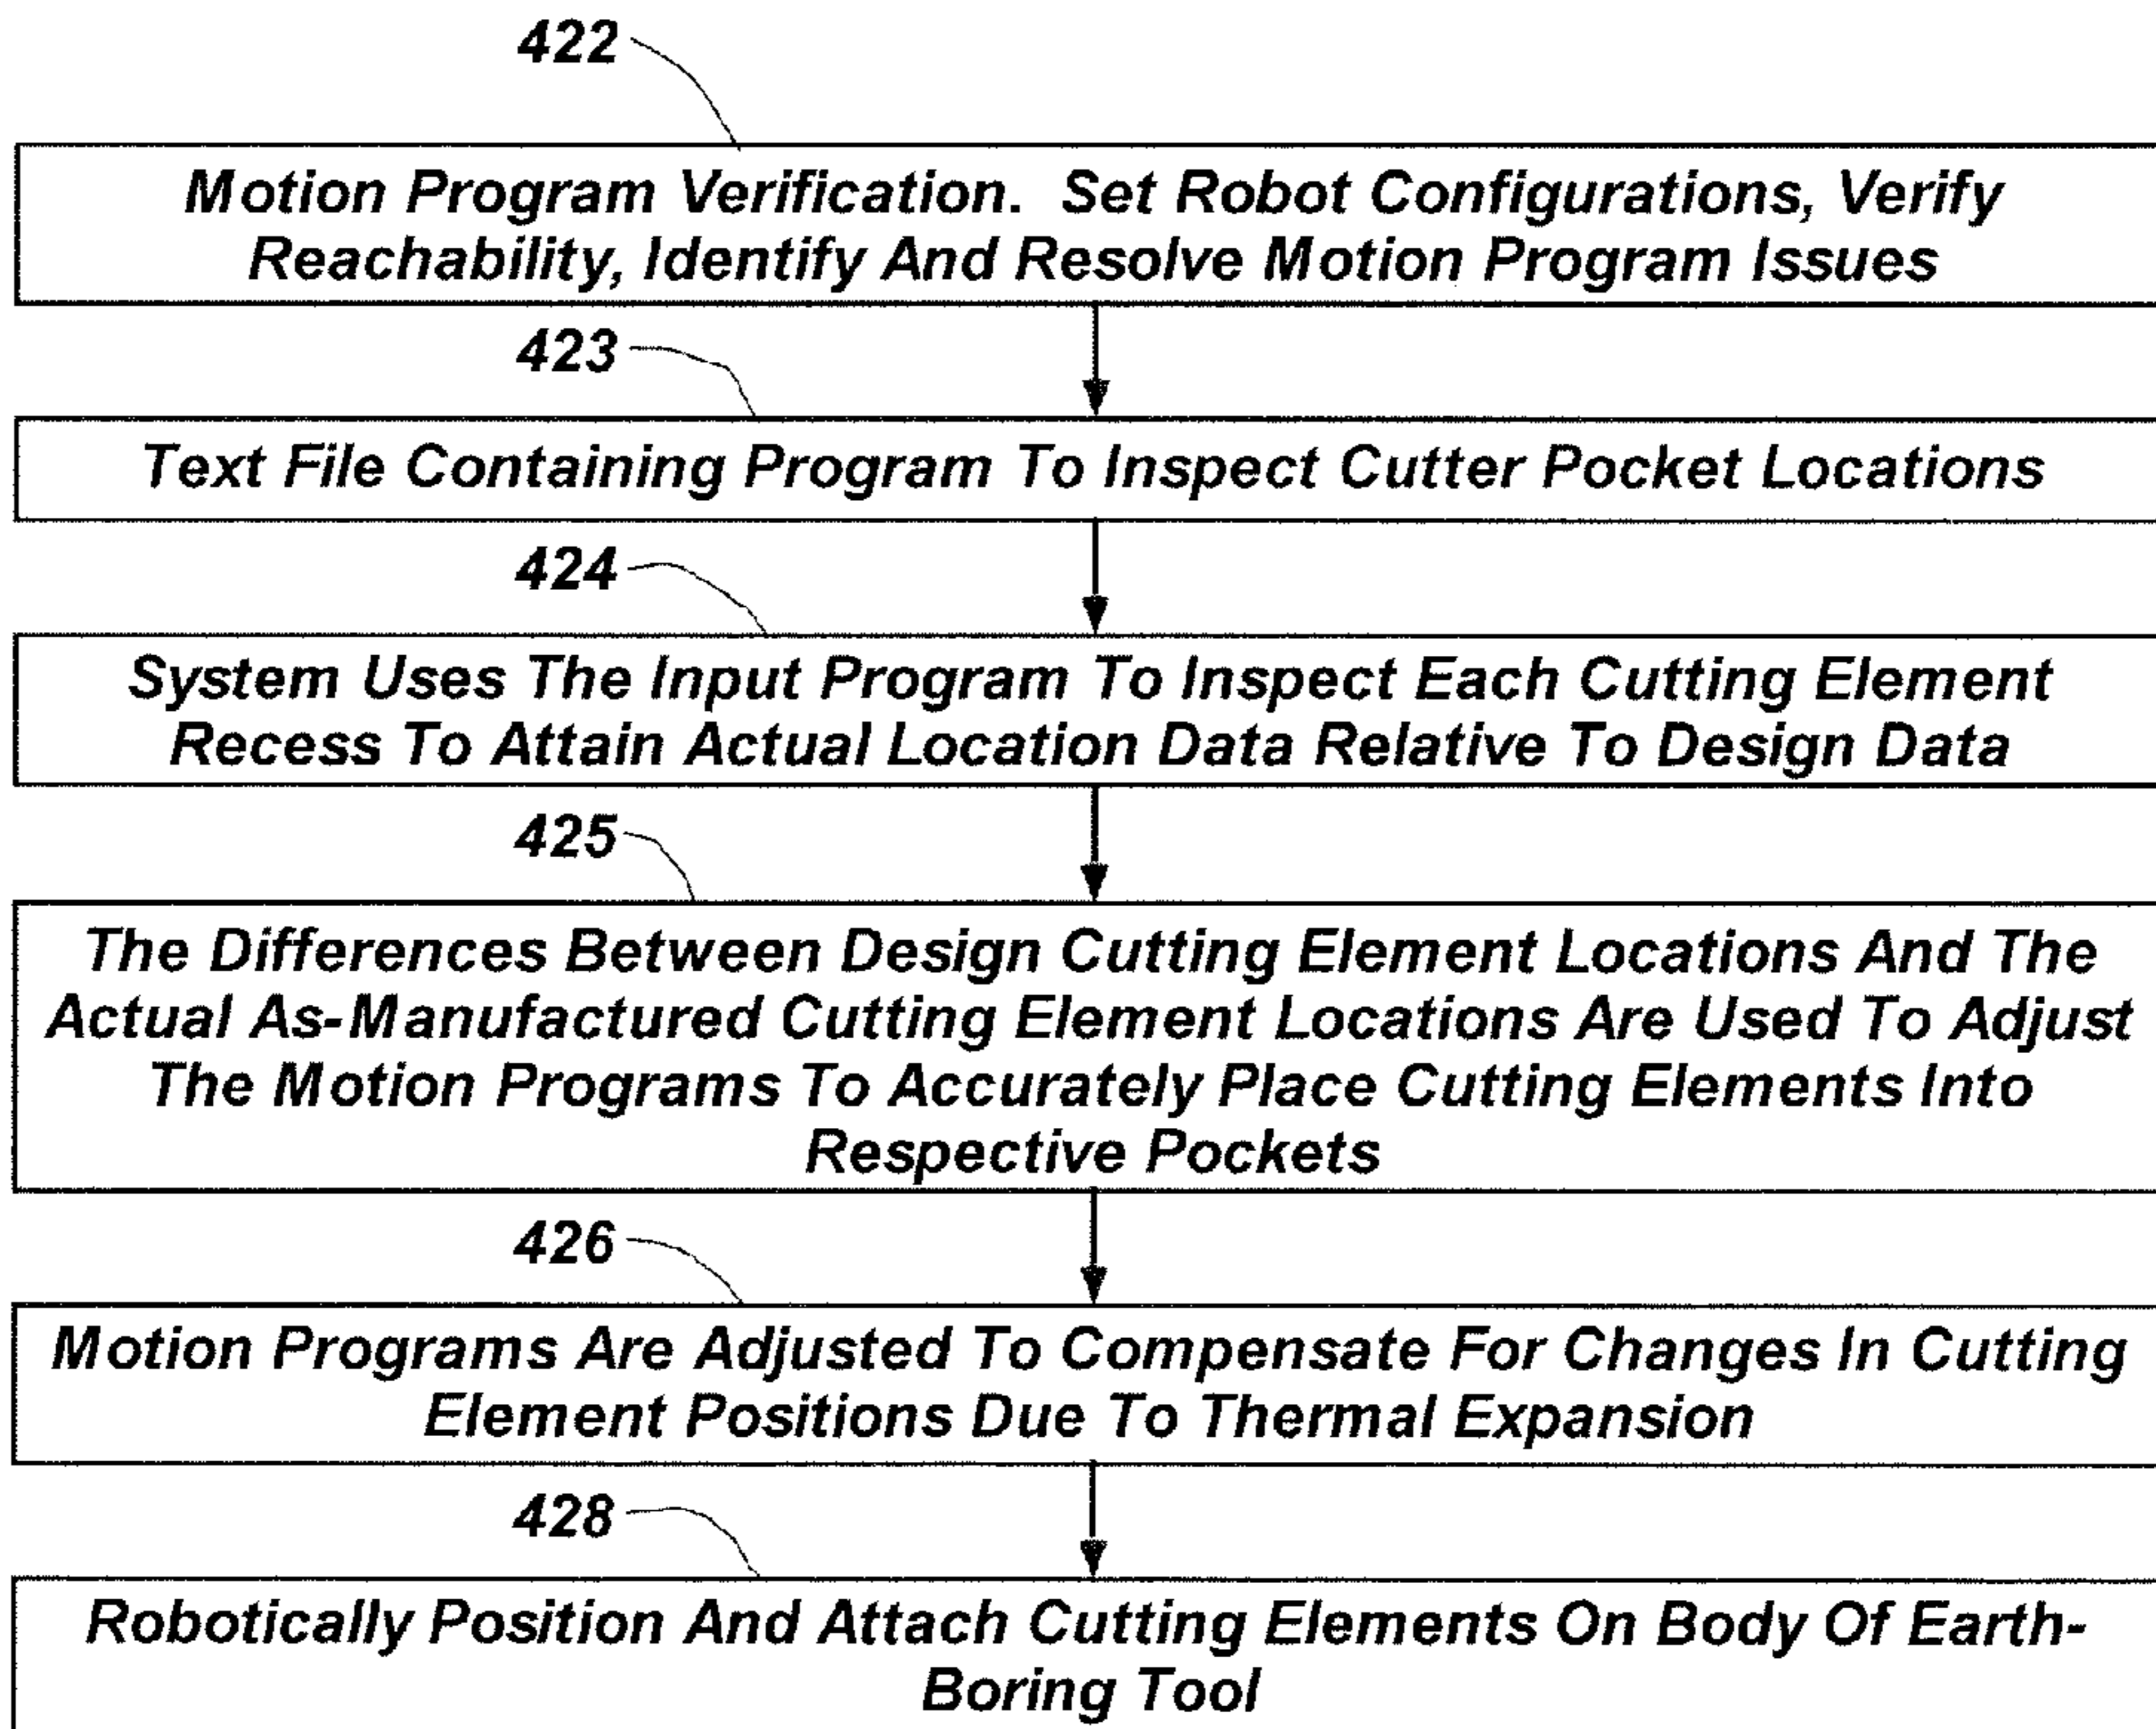 422
Motion Program Verification. Set Robot Configurations, Verify
Reachability, Identify And Resolve Motion Program Issues
423
Text File Containing Program To Inspect Cutter Pocket Locations
424
System Uses The Input Program To Inspect Each Cutting Element
Recess To Attain Actual Location Data Relative To Design Data
425
The Differences Between Design Cutting Element Locations And The
Actual As-Manufactured Cutting Element Locations Are Used To Adjust
The Motion Programs To Accurately Place Cutting Elements Into
Respective Pockets
426
Motion Programs Are Adjusted To Compensate For Changes In Cutting
Element Positions Due To Thermal Expansion
428
Robotically Position And Attach Cutting Elements On Body Of Earth-
Boring Tool